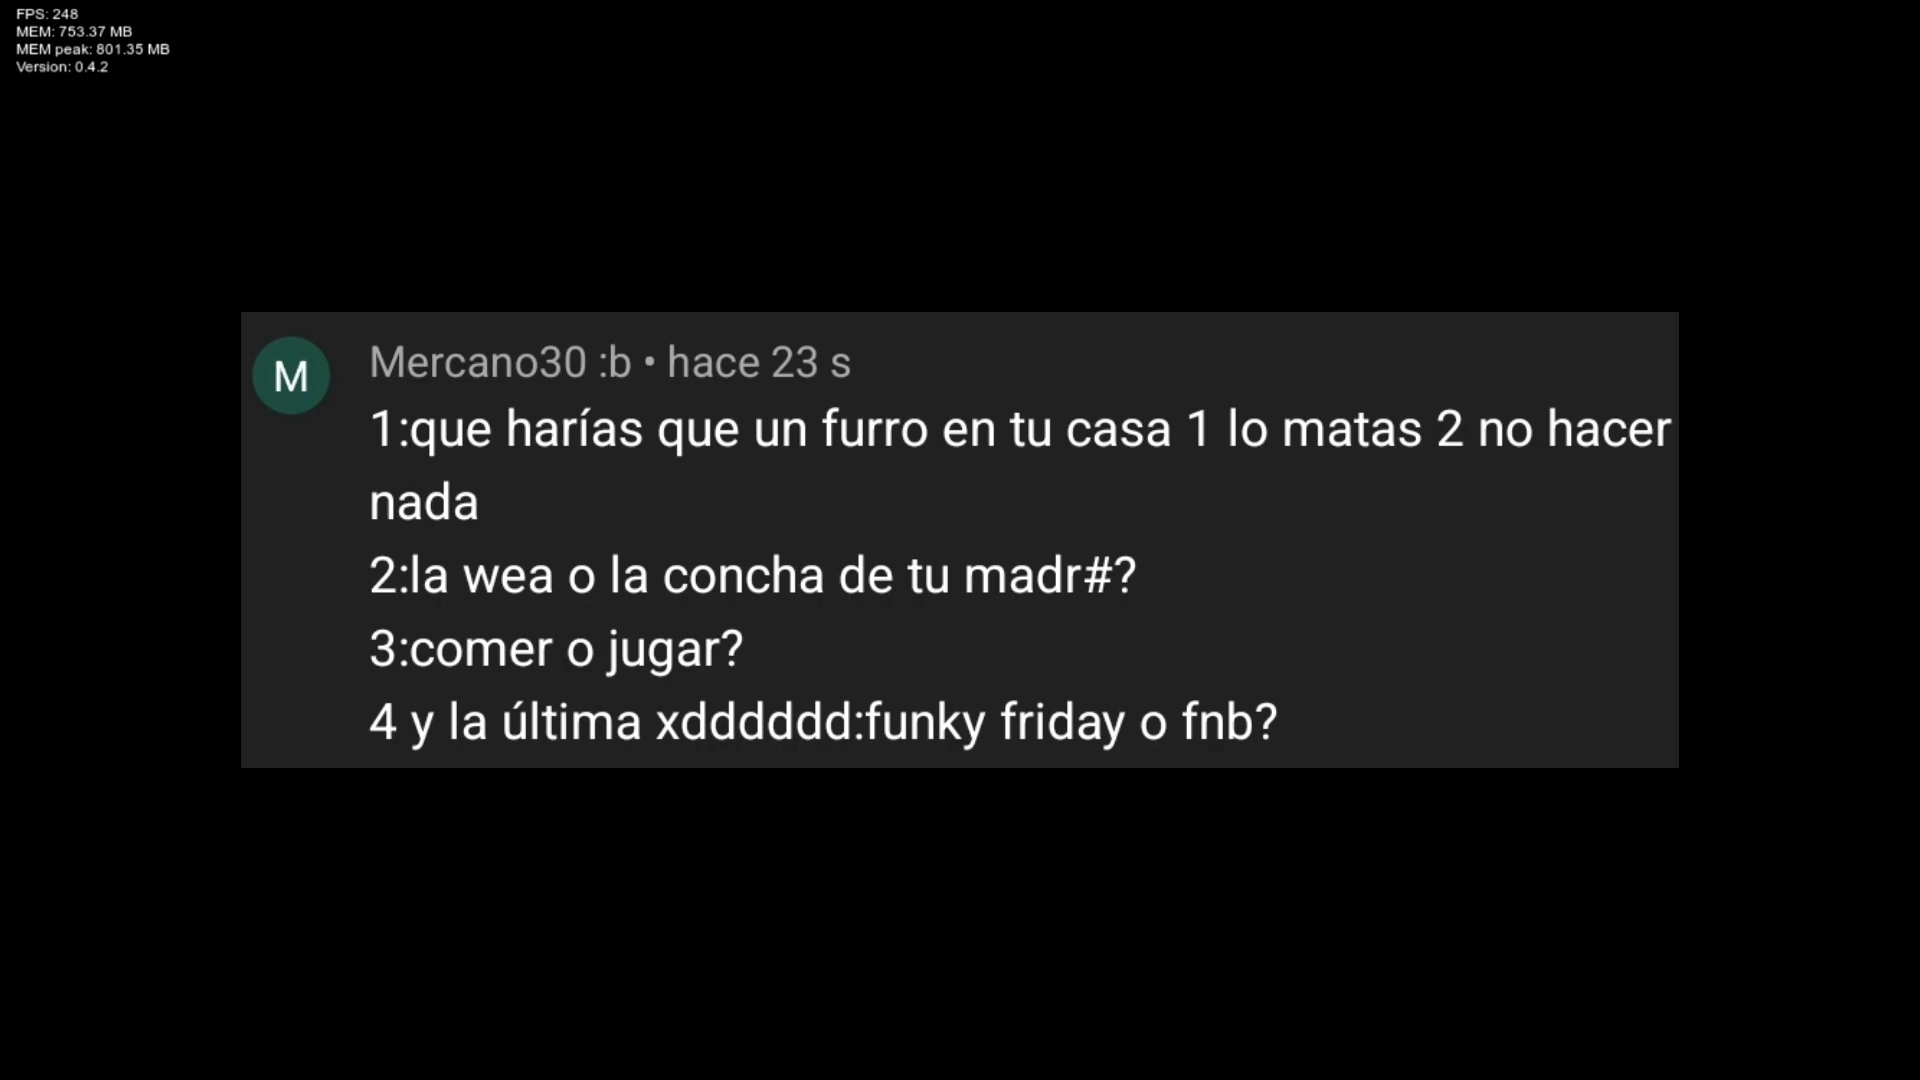 FPS: 248
MEM: 753.37 MB
MEM peak: 801.35 MB
Version: 0.4.2
M
Mercano30 :b • hace 23 s
1:que harías que un furro en tu casa 1 lo matas 2 no hacer
nada
2:la wea o la concha de tu madr#?
3:comer o jugar?
4 y la última xdddddd:funky friday o fnb?